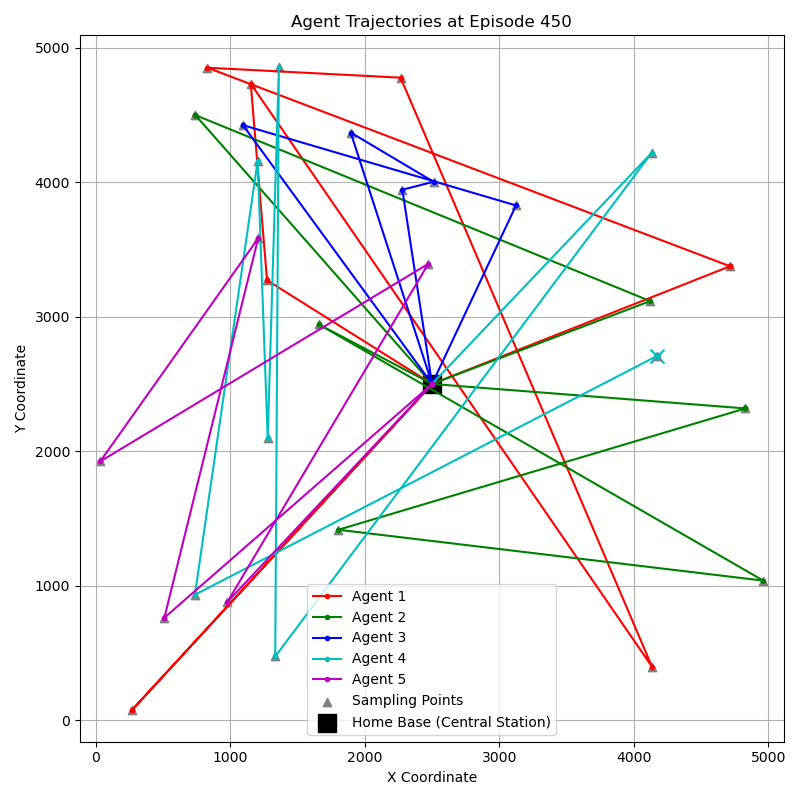 Agent Trajectories at Episode 450
5000
4000
3000
2000
1000
0
Y Coordinate
Agent 1
Agent 2
Agent 3
Agent 4
Agent 5
Sampling Points
Home Base (Central Station)
0 1000 2000 3000 4000 5000
X Coordinate